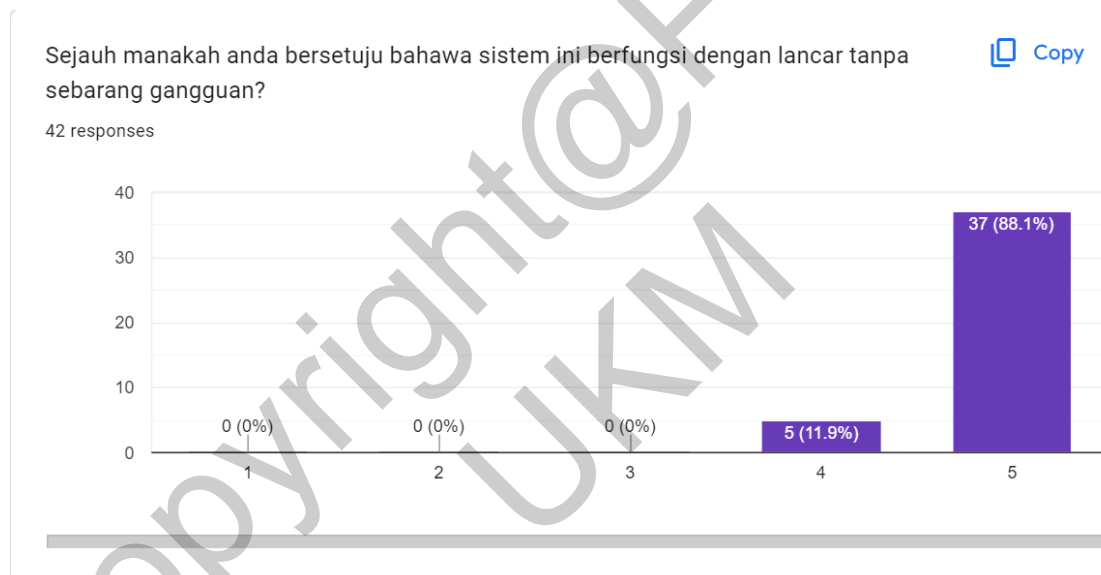 Sejauh manakah anda bersetuju bahawa sistem ini berfungsi dengan lancar tanpa
sebarang gangguan?
Copy
42 responses
40
30
20
10
0
0 (0%)
0 (0%)
0 (0%)
5 (11.9%)
37 (88.1%)
1
2
3
4
5
opyright@
UKM